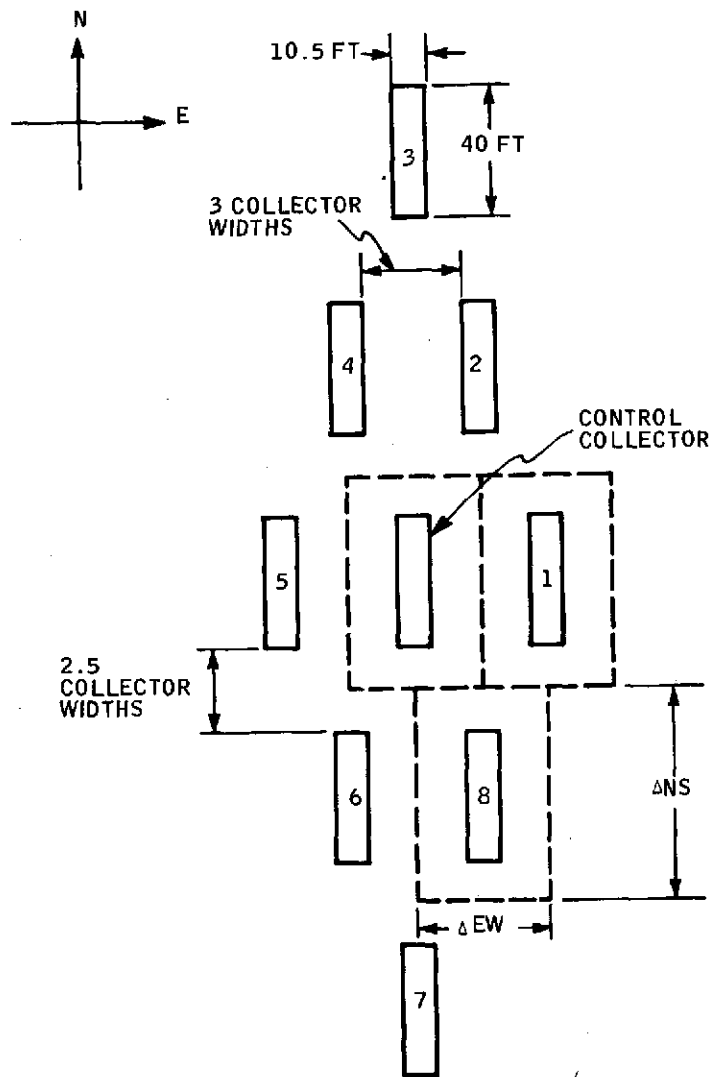 N
E
10.5 FT
3
40 FT
3 COLLECTOR
WIDTHS
4
2
CONTROL
COLLECTOR
5
1
2.5
COLLECTOR
WIDTHS
6
8
ΔNS
ΔEW
7